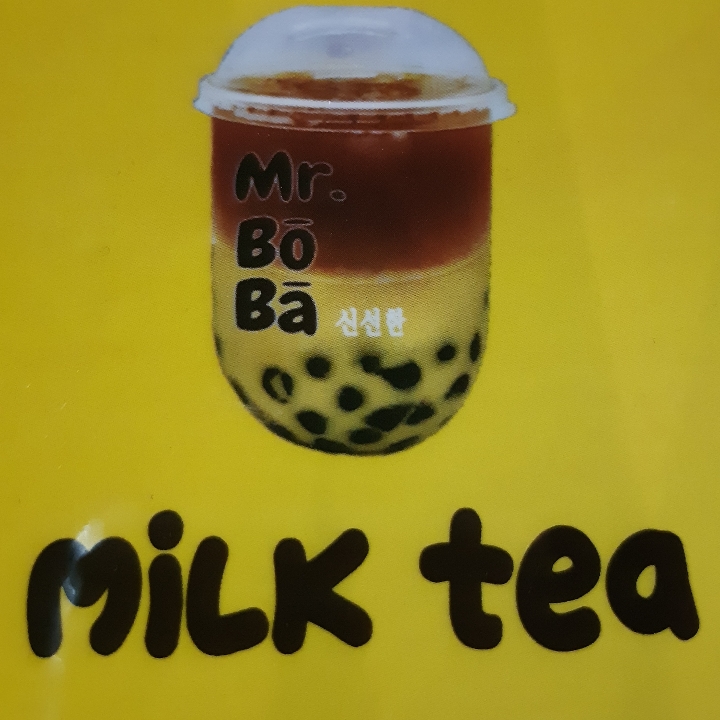 Mr.
Bō
Bā 신선한
MiLK tea